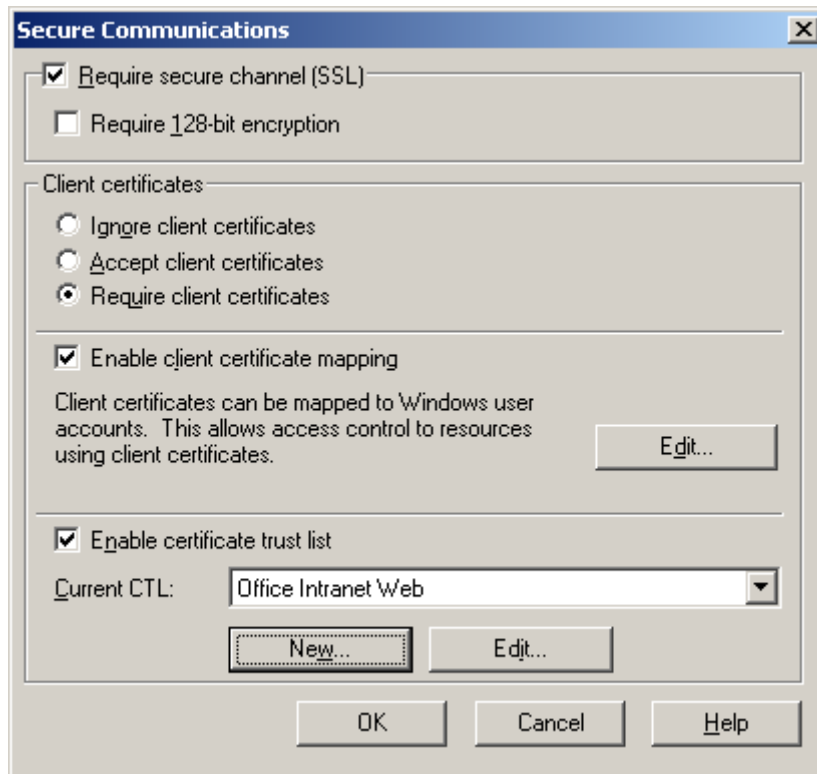 Secure Communications
Require secure channel (SSL)
Require 128-bit encryption
Client certificates
Ignore client certificates
Accept client certificates
Require client certificates
Enable client certificate mapping
Client certificates can be mapped to Windows user
accounts. This allows access control to resources
using client certificates.
Edit...
Enable certificate trust list
Current CTL: Office Intranet Web
New... Edit...
OK Cancel Help